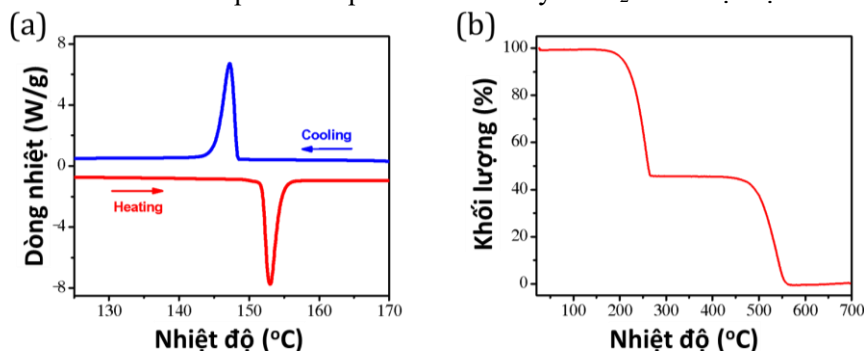 (a)
(b)
Dòng nhiệt (W/g)
8
4
0
-4
-8
Cooling
Heating
130
140
150
160
170
Nhiệt độ (°C)
Khối lượng (%)
100
80
60
40
20
0
100
200
300
400
500
600
700
Nhiệt độ (°C)